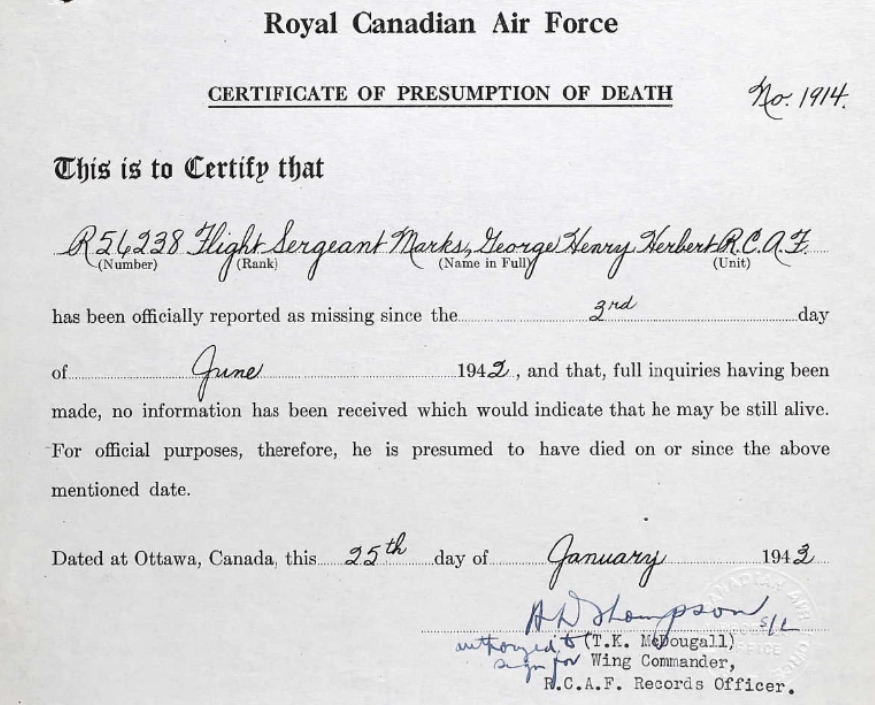 Royal Canadian Air Force
CERTIFICATE OF PRESUMPTION OF DEATH No. 1914.
This is to Certify that
R56238 Flight Sergeant Marks, George Henry Herbert R.C.A.F.
(Number) (Rank) (Name in Full) (Unit)
has been officially reported as missing since the 3rd day
of June 1942, and that, full inquiries having been
made, no information has been received which would indicate that he may be still alive.
For official purposes, therefore, he is presumed to have died on or since the above
mentioned date.
Dated at Ottawa, Canada, this 25th day of January 1943
Thompson S/L
authorized to (T.K. McDougall)
sign for Wing Commander,
R.C.A.F. Records Officer.